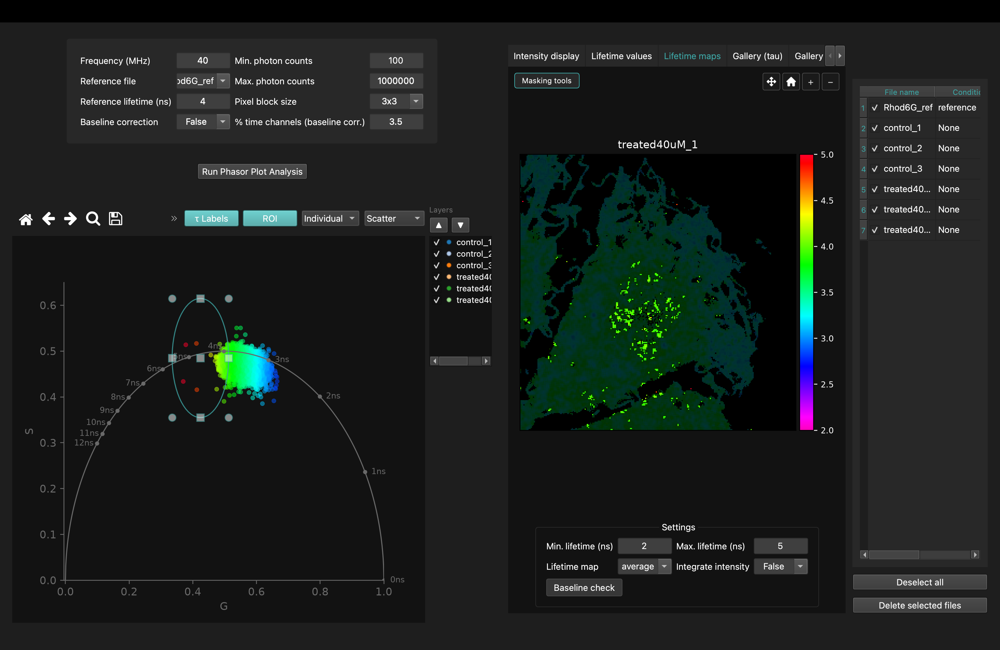 Frequency (MHz) 40 Min. photon counts 100
Reference file od6G_ref Max. photon counts 1000000
Reference lifetime (ns) 4 Pixel block size 3x3
Baseline correction False % time channels (baseline corr.) 3.5
Run Phasor Plot Analysis
τ Labels ROI Individual Scatter
Layers
control_1
control_2
control_3
treated40
treated40
treated40
0.6
0.5
0.4
0.3
0.2
0.1
0.0
S
4ns
5ns
3ns
6ns
7ns
8ns
2ns
9ns
10ns
11ns
12ns
1ns
0ns
0.0 0.2 0.4 0.6 0.8 1.0
G
Intensity display Lifetime values Lifetime maps Gallery (tau) Gallery
Masking tools
+ −
treated40uM_1
5.0
4.5
4.0
3.5
3.0
2.5
2.0
Settings
Min. lifetime (ns) 2 Max. lifetime (ns) 5
Lifetime map average Integrate intensity False
Baseline check
File name Conditio
1 Rhod6G_ref reference
2 control_1 None
3 control_2 None
4 control_3 None
5 treated40... None
6 treated40... None
7 treated40... None
Deselect all
Delete selected files